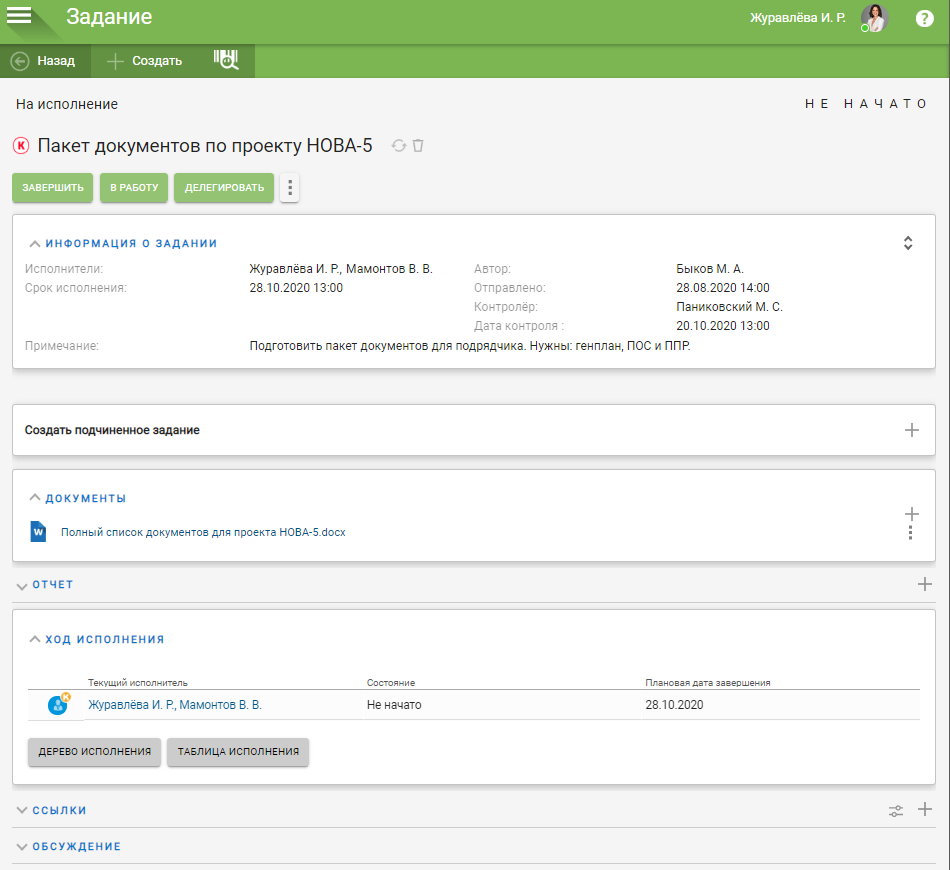 Задание
Журавлёва И. Р.
?
Назад
Создать
На исполнение
НЕ НАЧАТО
К Пакет документов по проекту НОВА-5
ЗАВЕРШИТЬ В РАБОТУ ДЕЛЕГИРОВАТЬ
ИНФОРМАЦИЯ О ЗАДАНИИ
Исполнители: Журавлёва И. Р., Мамонтов В. В. Автор: Быков М. А.
Срок исполнения: 28.10.2020 13:00 Отправлено: 28.08.2020 14:00
Контролёр: Паниковский М. С.
Дата контроля : 20.10.2020 13:00
Примечание: Подготовить пакет документов для подрядчика. Нужны: генплан, ПОС и ППР.
Создать подчиненное задание
ДОКУМЕНТЫ
W Полный список документов для проекта НОВА-5.docx
ОТЧЕТ
ХОД ИСПОЛНЕНИЯ
Текущий исполнитель Состояние Плановая дата завершения
К Журавлёва И. Р., Мамонтов В. В. Не начато 28.10.2020
ДЕРЕВО ИСПОЛНЕНИЯ ТАБЛИЦА ИСПОЛНЕНИЯ
ССЫЛКИ
ОБСУЖДЕНИЕ